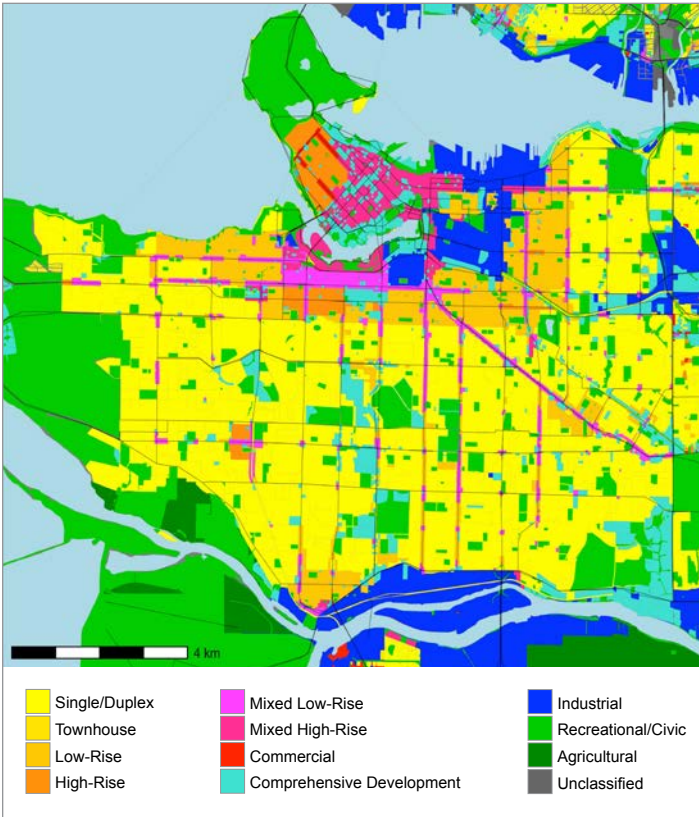 4 km
Single/Duplex
Townhouse
Low-Rise
High-Rise
Mixed Low-Rise
Mixed High-Rise
Commercial
Comprehensive Development
Industrial
Recreational/Civic
Agricultural
Unclassified